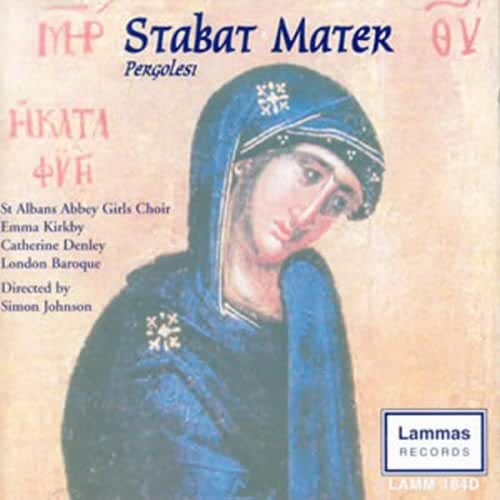 ΜΡ ΘΥ
Stabat Mater
Pergolesi
ΗΚΑΤΑ
ΦΥΓΗ
St Albans Abbey Girls Choir
Emma Kirkby
Catherine Denley
London Baroque
Directed by
Simon Johnson
Lammas
RECORDS
LAMM 184D